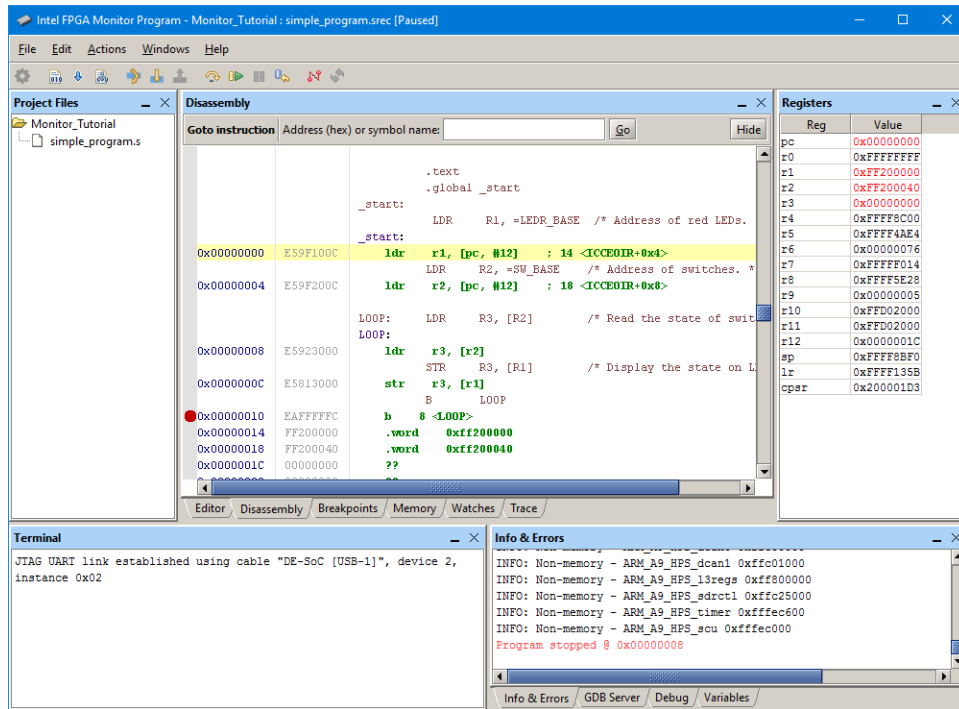 Intel FPGA Monitor Program - Monitor_Tutorial : simple_program.srec [Paused]
File Edit Actions Windows Help
Project Files
Monitor_Tutorial
simple_program.s
Disassembly
Goto instruction Address (hex) or symbol name: Go Hide
.text
.global _start
_start:
LDR R1, =LEDR_BASE /* Address of red LEDs.
_start:
0x00000000 E59F100C ldr r1, [pc, #12] ; 14 <ICCEOIR+0x4>
LDR R2, =SW_BASE /* Address of switches. *
0x00000004 E59F200C ldr r2, [pc, #12] ; 18 <ICCEOIR+0x8>
LOOP: LDR R3, [R2] /* Read the state of swit
LOOP:
0x00000008 E5923000 ldr r3, [r2]
STR R3, [R1] /* Display the state on L
0x0000000C E5813000 str r3, [r1]
B LOOP
0x00000010 EAFFFFFC b 8 <LOOP>
0x00000014 FF200000 .word 0xff200000
0x00000018 FF200040 .word 0xff200040
0x0000001C 00000000 ??
Editor Disassembly Breakpoints Memory Watches Trace
Registers
Reg Value
pc 0x00000000
r0 0xFFFFFFFF
r1 0xFF200000
r2 0xFF200040
r3 0x00000000
r4 0xFFFF8C00
r5 0xFFFF4AE4
r6 0x00000076
r7 0xFFFFF014
r8 0xFFFF5E28
r9 0x00000005
r10 0xFFD02000
r11 0xFFD02000
r12 0x0000001C
sp 0xFFFF8BF0
lr 0xFFFF135B
cpsr 0x200001D3
Terminal
JTAG UART link established using cable "DE-SoC [USB-1]", device 2,
instance 0x02
Info & Errors
INFO: Non-memory - ARM_A9_HPS_dcan1 0xffc01000
INFO: Non-memory - ARM_A9_HPS_l3regs 0xff800000
INFO: Non-memory - ARM_A9_HPS_sdrctl 0xffc25000
INFO: Non-memory - ARM_A9_HPS_timer 0xfffec600
INFO: Non-memory - ARM_A9_HPS_scu 0xfffec000
Program stopped @ 0x00000008
Info & Errors GDB Server Debug Variables